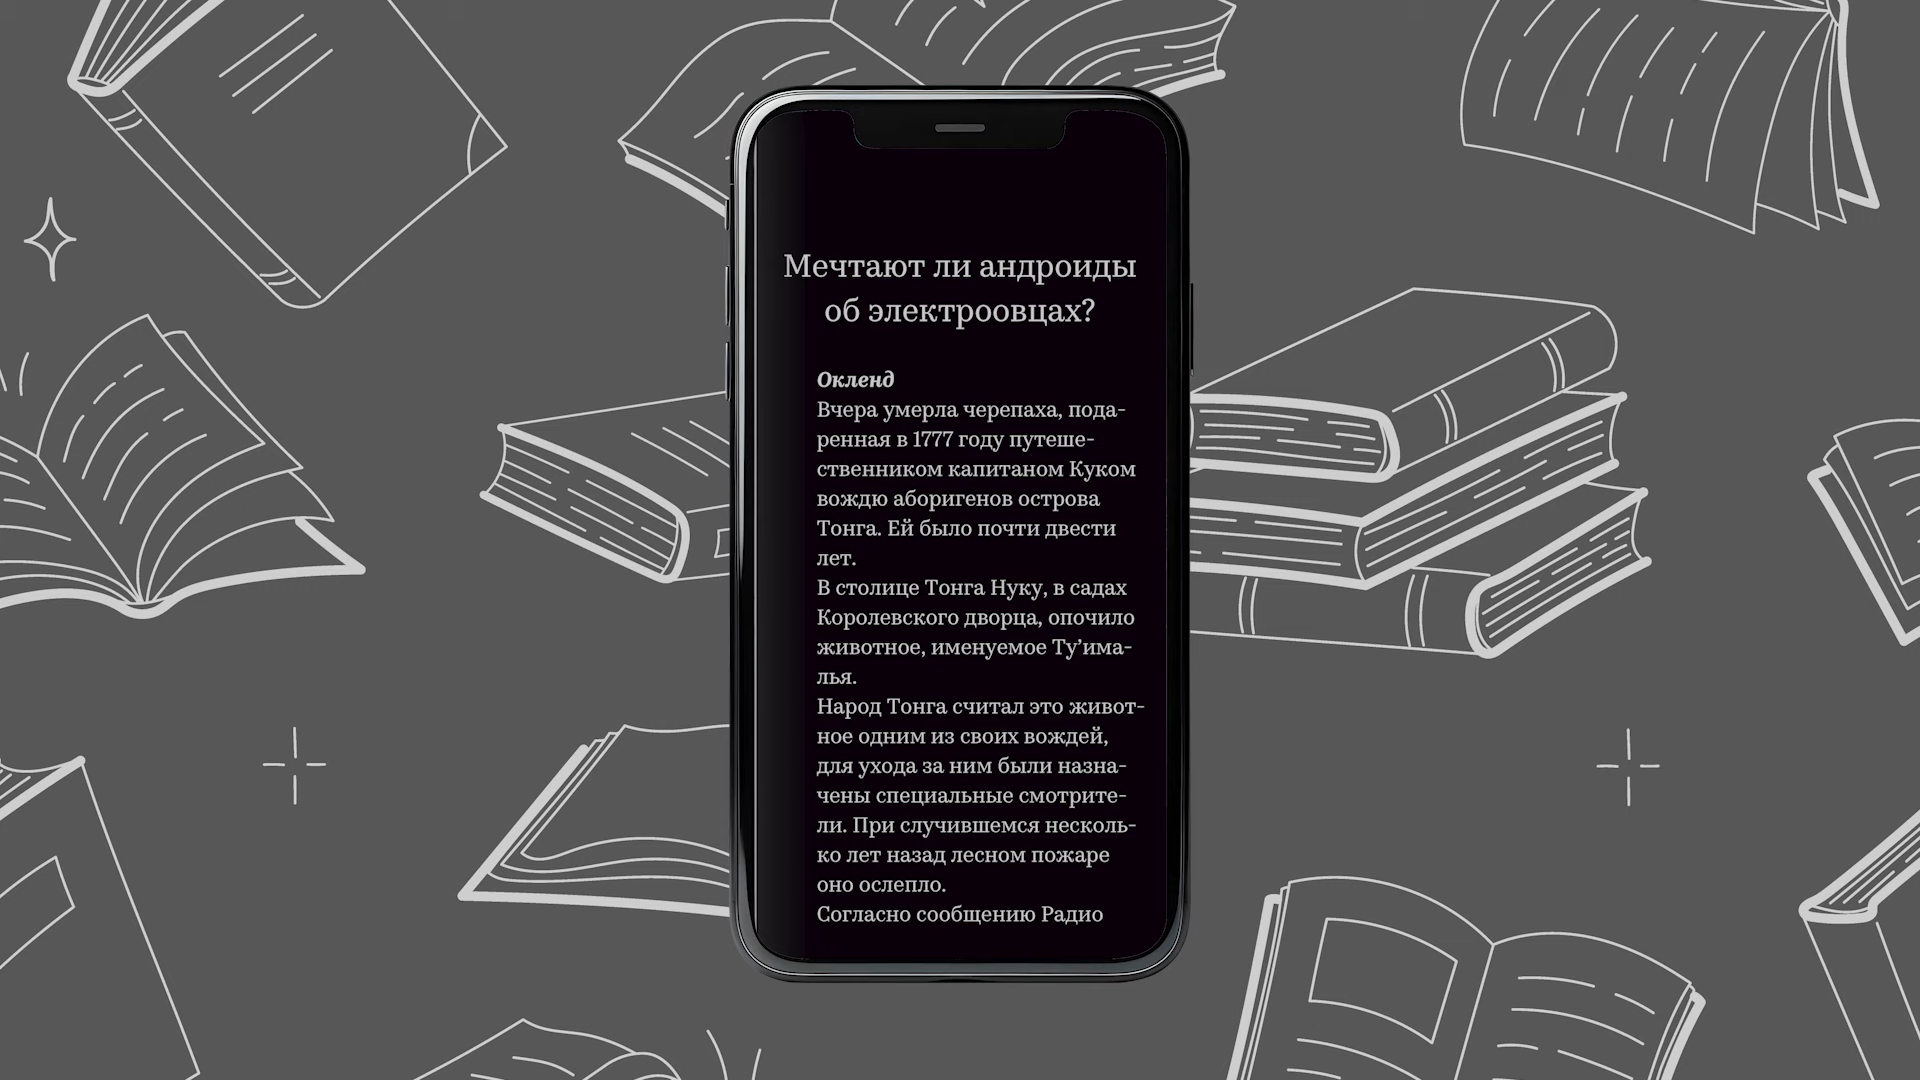 Мечтают ли андроиды
об электроовцах?
Окленд
Вчера умерла черепаха, пода-
ренная в 1777 году путеше-
ственником капитаном Куком
вождю аборигенов острова
Тонга. Ей было почти двести
лет.
В столице Тонга Нуку, в садах
Королевского дворца, опочило
животное, именуемое Ту’има-
лья.
Народ Тонга считал это живот-
ное одним из своих вождей,
для ухода за ним были назна-
чены специальные смотрите-
ли. При случившемся несколь-
ко лет назад лесном пожаре
оно ослепло.
Согласно сообщению Радио